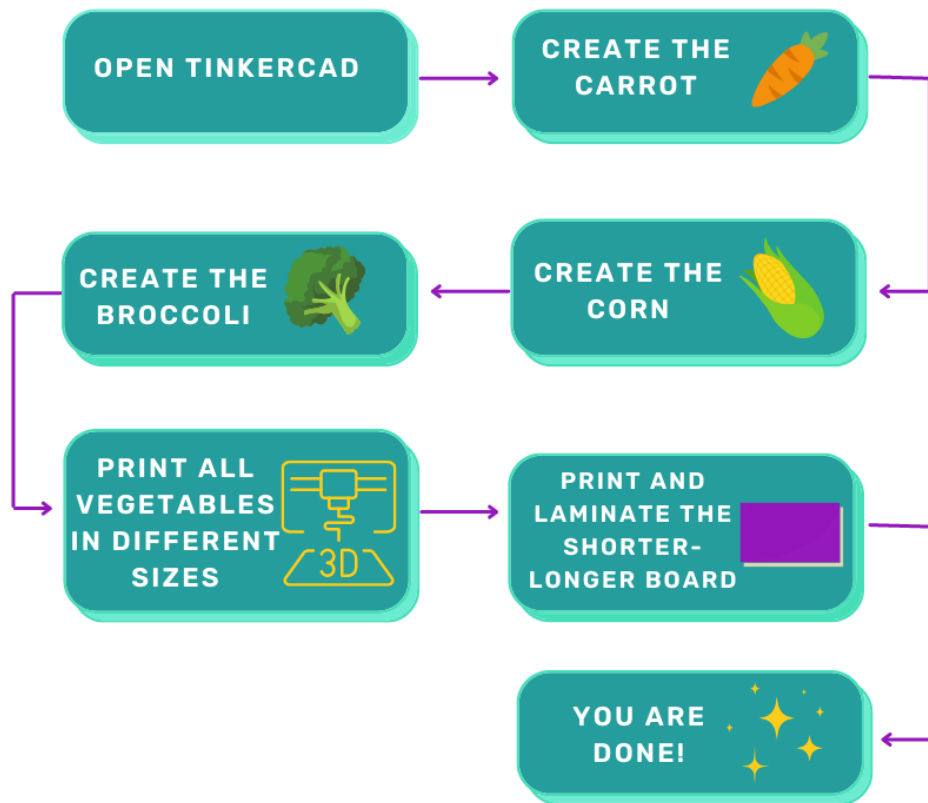 OPEN TINKERCAD
CREATE THE
CARROT
CREATE THE
CORN
CREATE THE
BROCCOLI
PRINT ALL
VEGETABLES
IN DIFFERENT
SIZES
3D
PRINT AND
LAMINATE THE
SHORTER-
LONGER BOARD
YOU ARE
DONE!